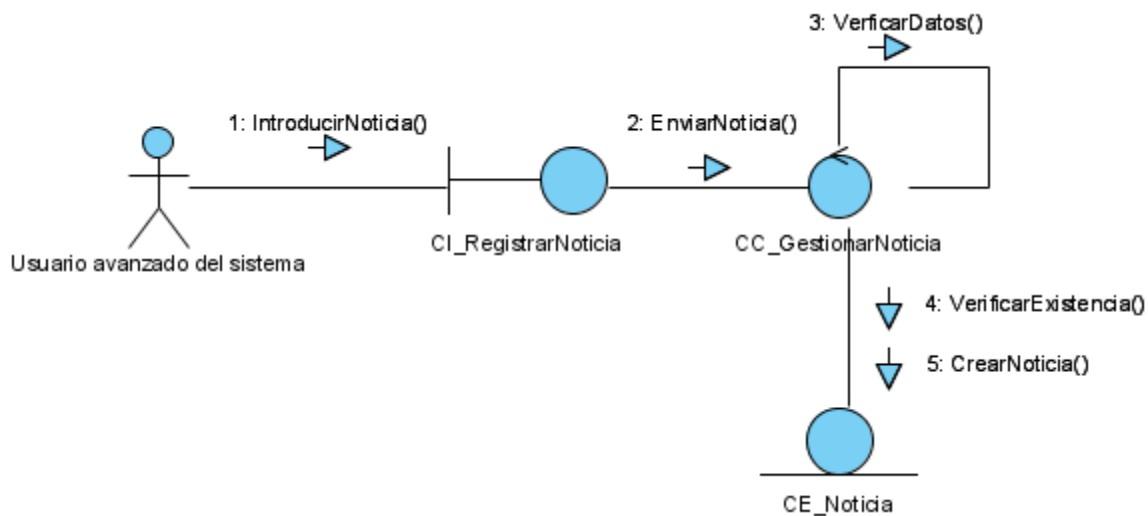 3: VerficarDatos()
1: IntroducirNoticia()
2: EnviarNoticia()
CI_RegistrarNoticia
CC_GestionarNoticia
Usuario avanzado del sistema
4: VerificarExistencia()
5: CrearNoticia()
CE_Noticia